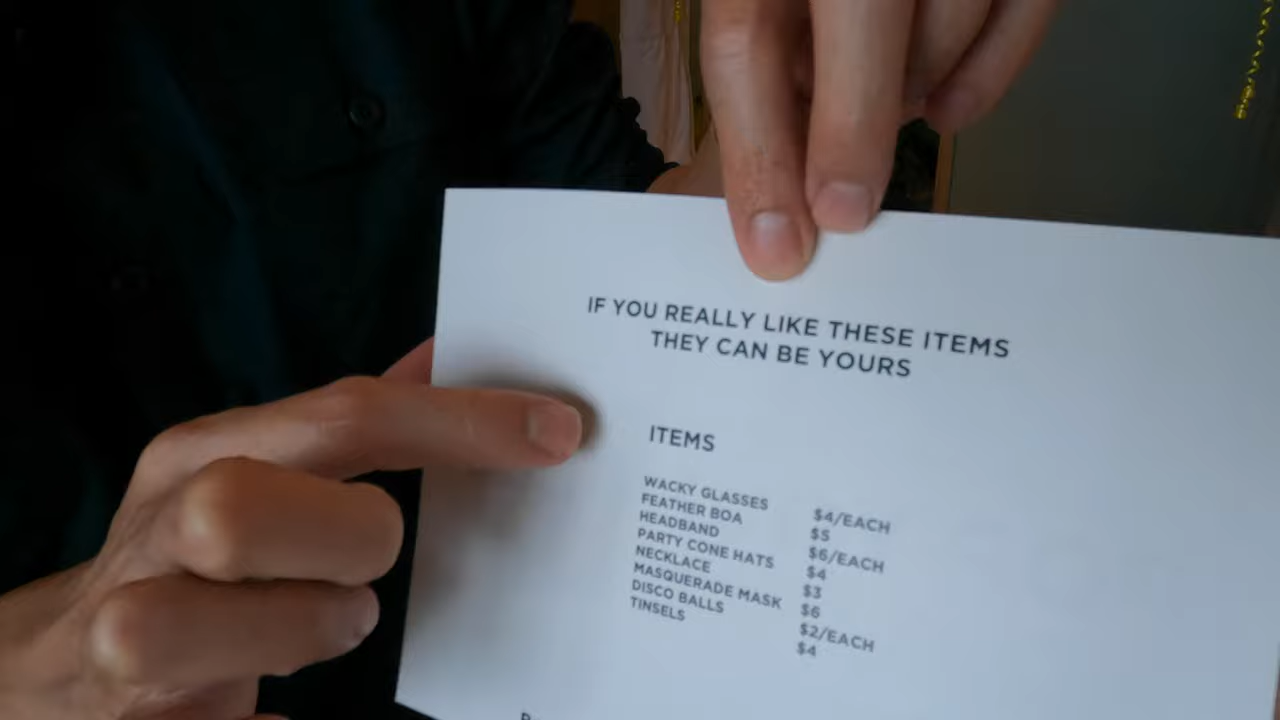 IF YOU REALLY LIKE THESE ITEMS
THEY CAN BE YOURS
ITEMS
WACKY GLASSES $4/EACH
FEATHER BOA $5
HEADBAND $6/EACH
PARTY CONE HATS $4
NECKLACE $3
MASQUERADE MASK $6
DISCO BALLS $2/EACH
TINSELS $4